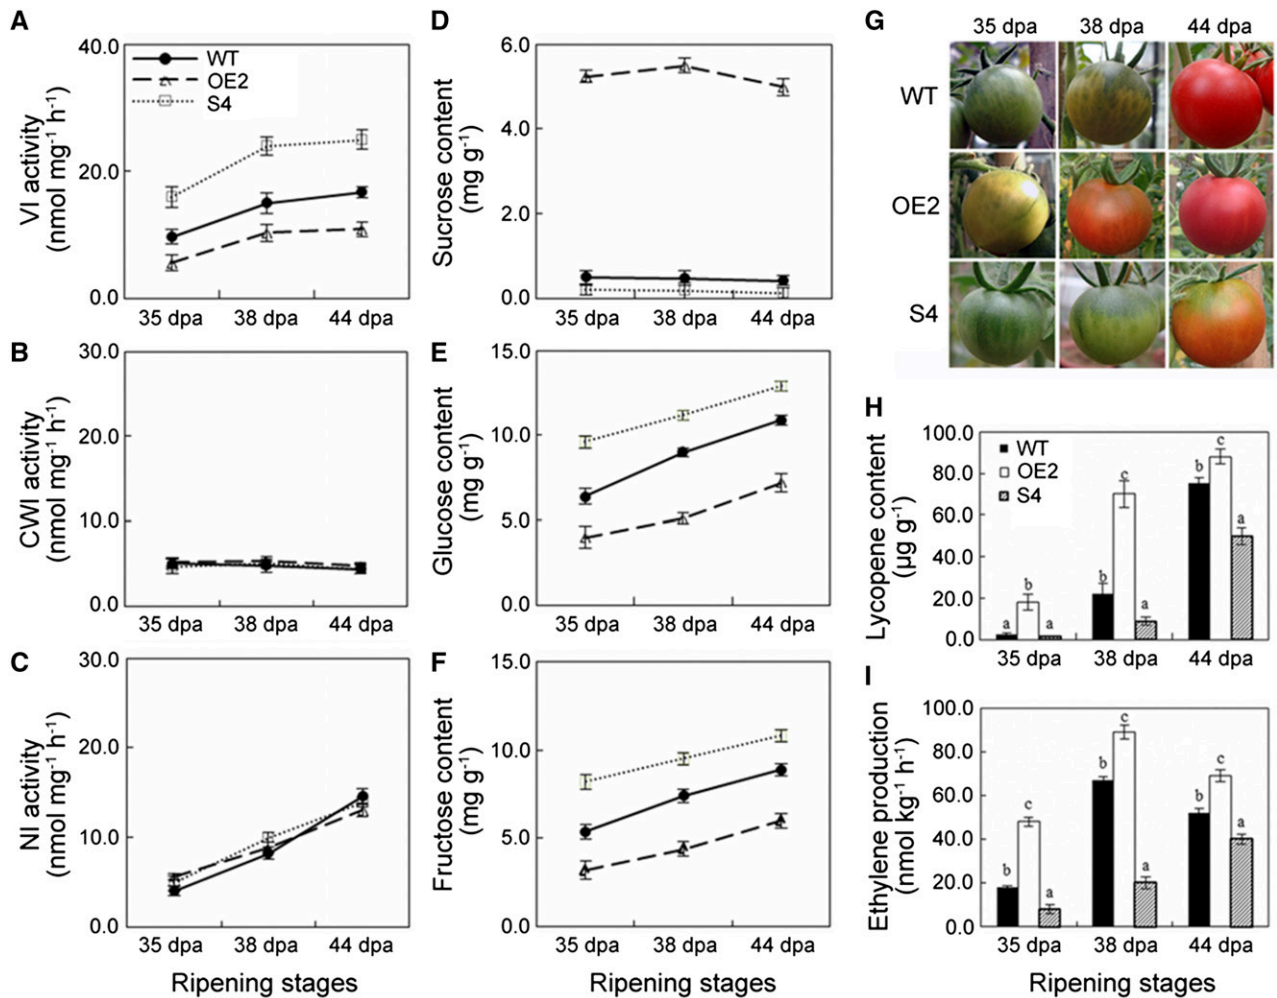 A
VI activity
(nmol mg-1 h-1)
40.0
20.0
0.0
WT
OE2
S4
35 dpa 38 dpa 44 dpa
B
CWI activity
(nmol mg-1 h-1)
30.0
20.0
10.0
0.0
35 dpa 38 dpa 44 dpa
C
NI activity
(nmol mg-1 h-1)
30.0
20.0
10.0
0.0
35 dpa 38 dpa 44 dpa
Ripening stages
D
Sucrose content
(mg g-1)
6.0
4.0
2.0
0.0
35 dpa 38 dpa 44 dpa
E
Glucose content
(mg g-1)
15.0
10.0
5.0
0.0
35 dpa 38 dpa 44 dpa
F
Fructose content
(mg g-1)
15.0
10.0
5.0
0.0
35 dpa 38 dpa 44 dpa
Ripening stages
G
35 dpa 38 dpa 44 dpa
WT
OE2
S4
H
Lycopene content
(µg g-1)
100.0
80.0
60.0
40.0
20.0
0.0
WT
OE2
S4
a b a b c a b c a
35 dpa 38 dpa 44 dpa
I
Ethylene production
(nmol kg-1 h-1)
100.0
80.0
60.0
40.0
20.0
0.0
b c a b c a b c a
35 dpa 38 dpa 44 dpa
Ripening stages